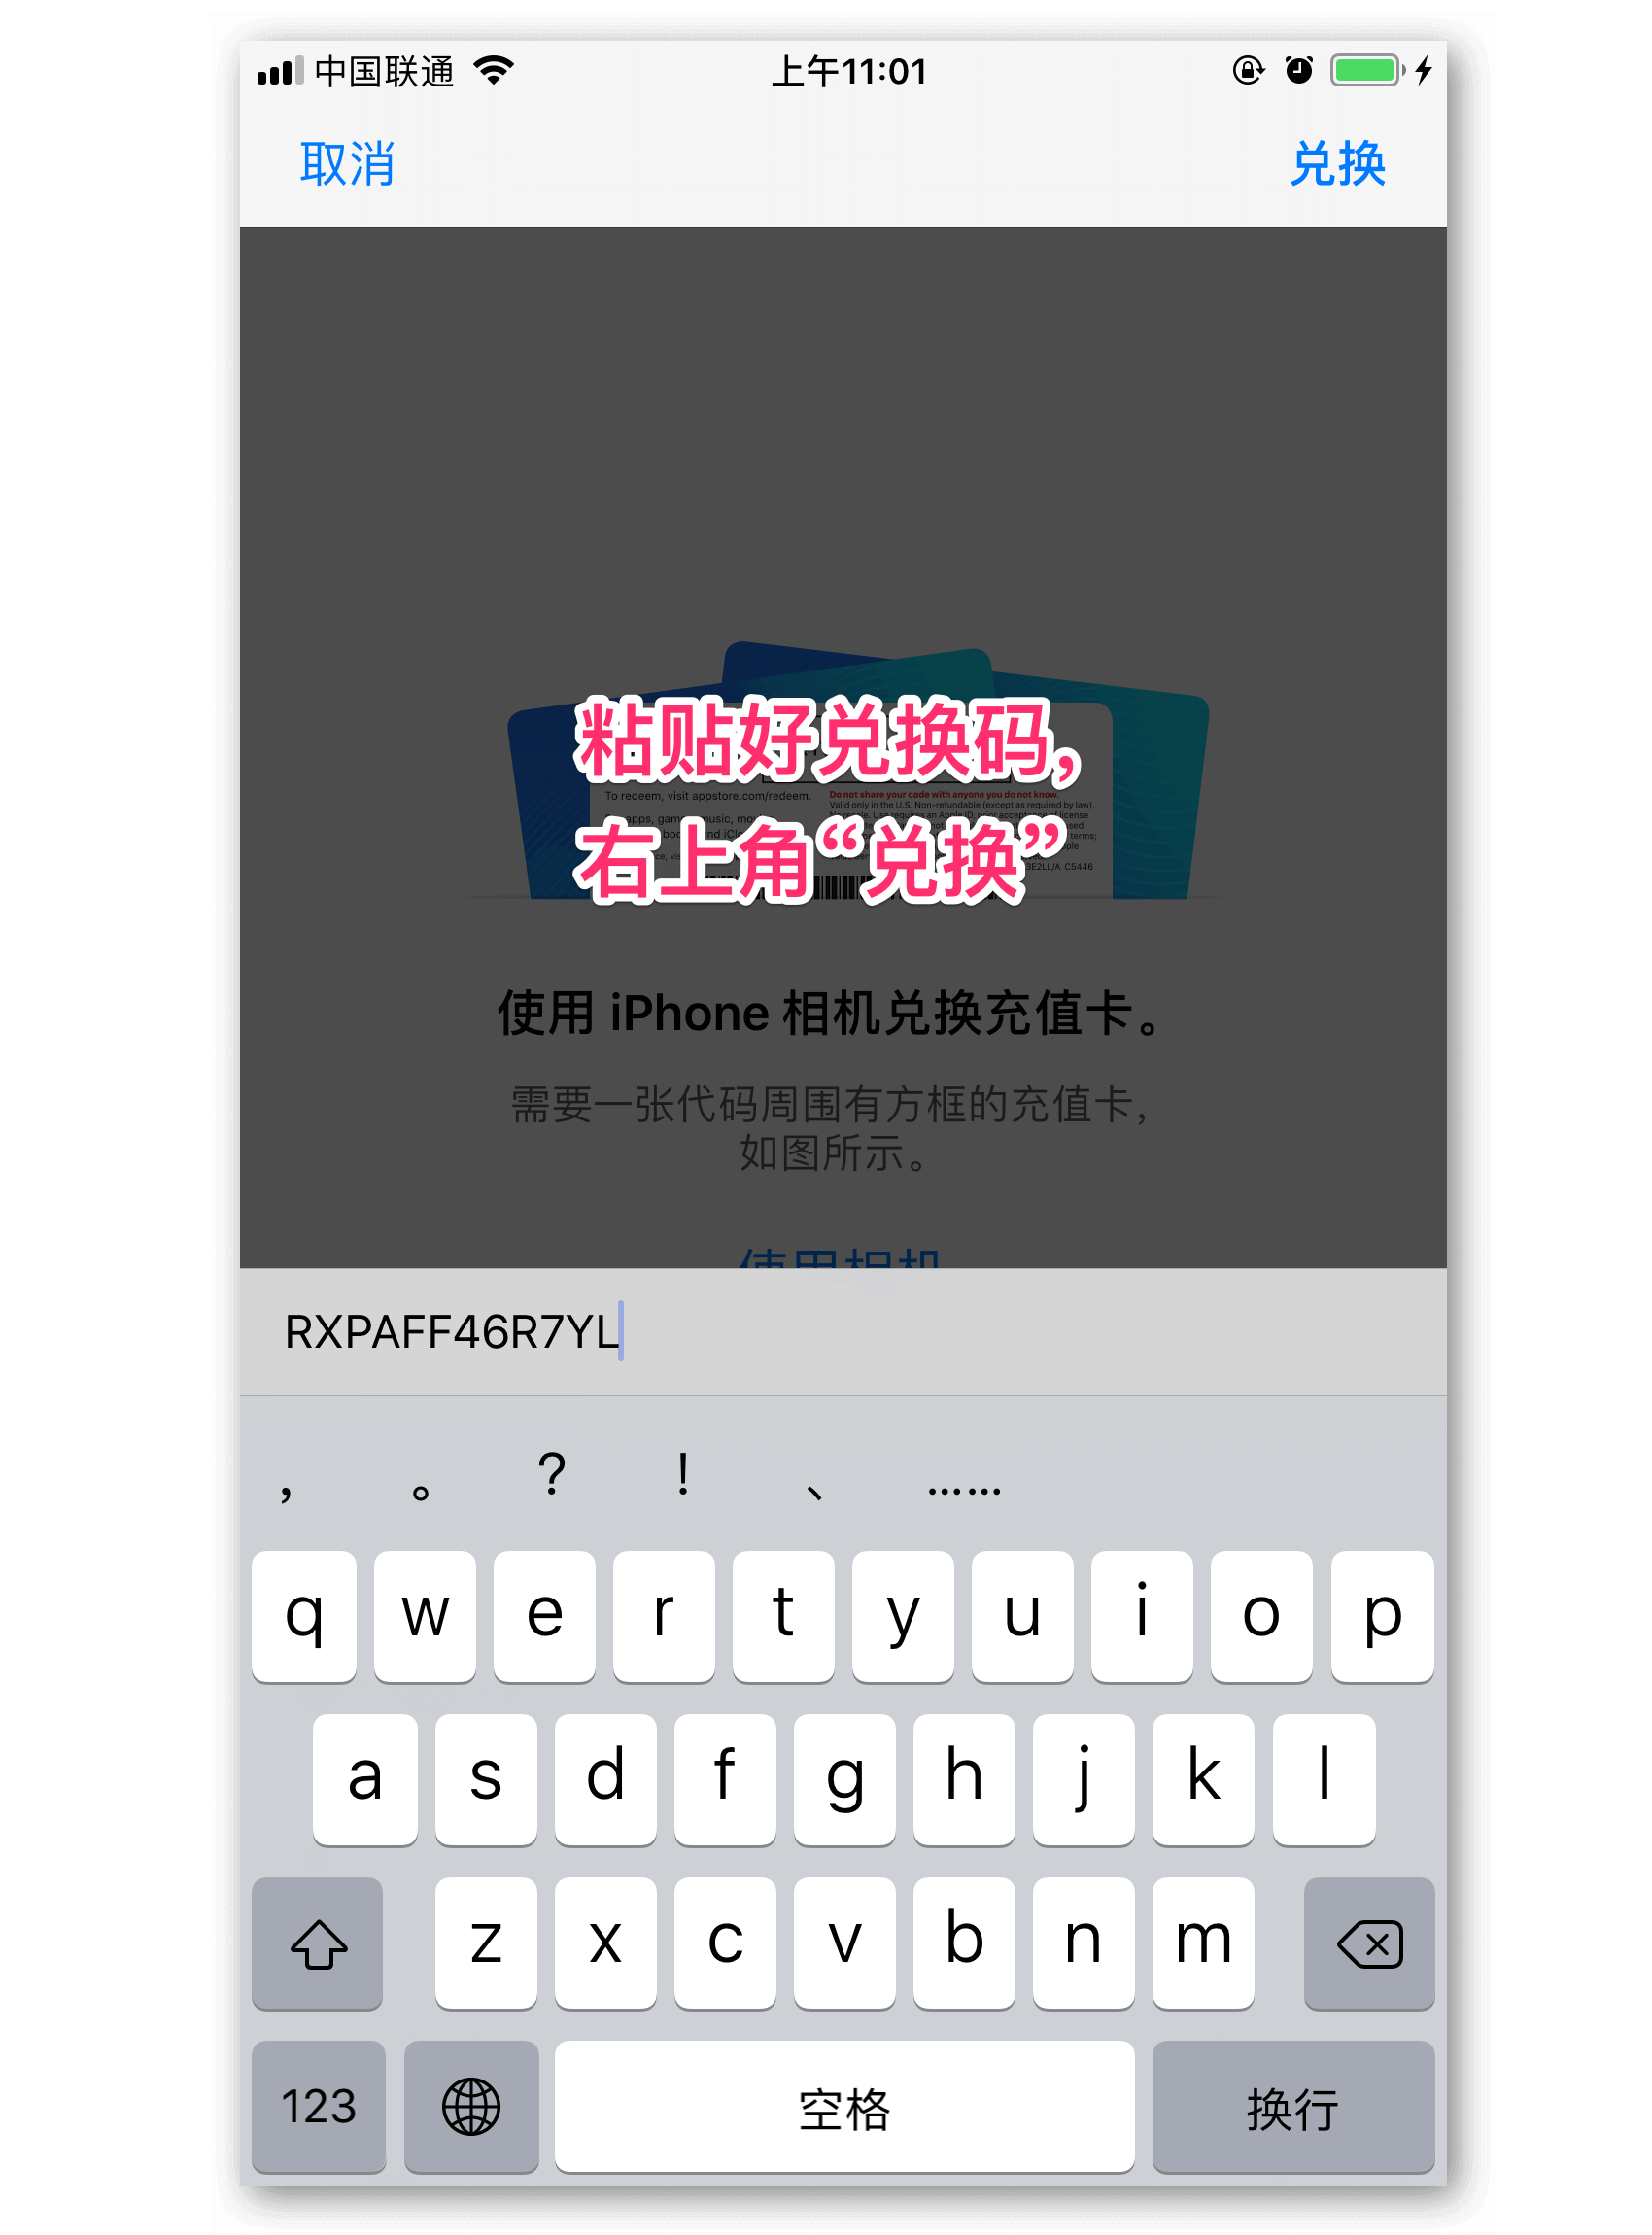 中国联通
上午11:01
取消
兑换
粘贴好兑换码，
To redeem, visit appstore.com/redeem.
Do not share your code with anyone you do not know.
Valid only in the U.S. Non-refundable (except as required by law).
右上角“兑换”
3E2LL/A C5446
使用 iPhone 相机兑换充值卡。
需要一张代码周围有方框的充值卡，
如图所示。
使用相机
RXPAFF46R7YL
， 。 ? ! 、 ……
q w e r t y u i o p
a s d f g h j k l
z x c v b n m
123 空格 换行